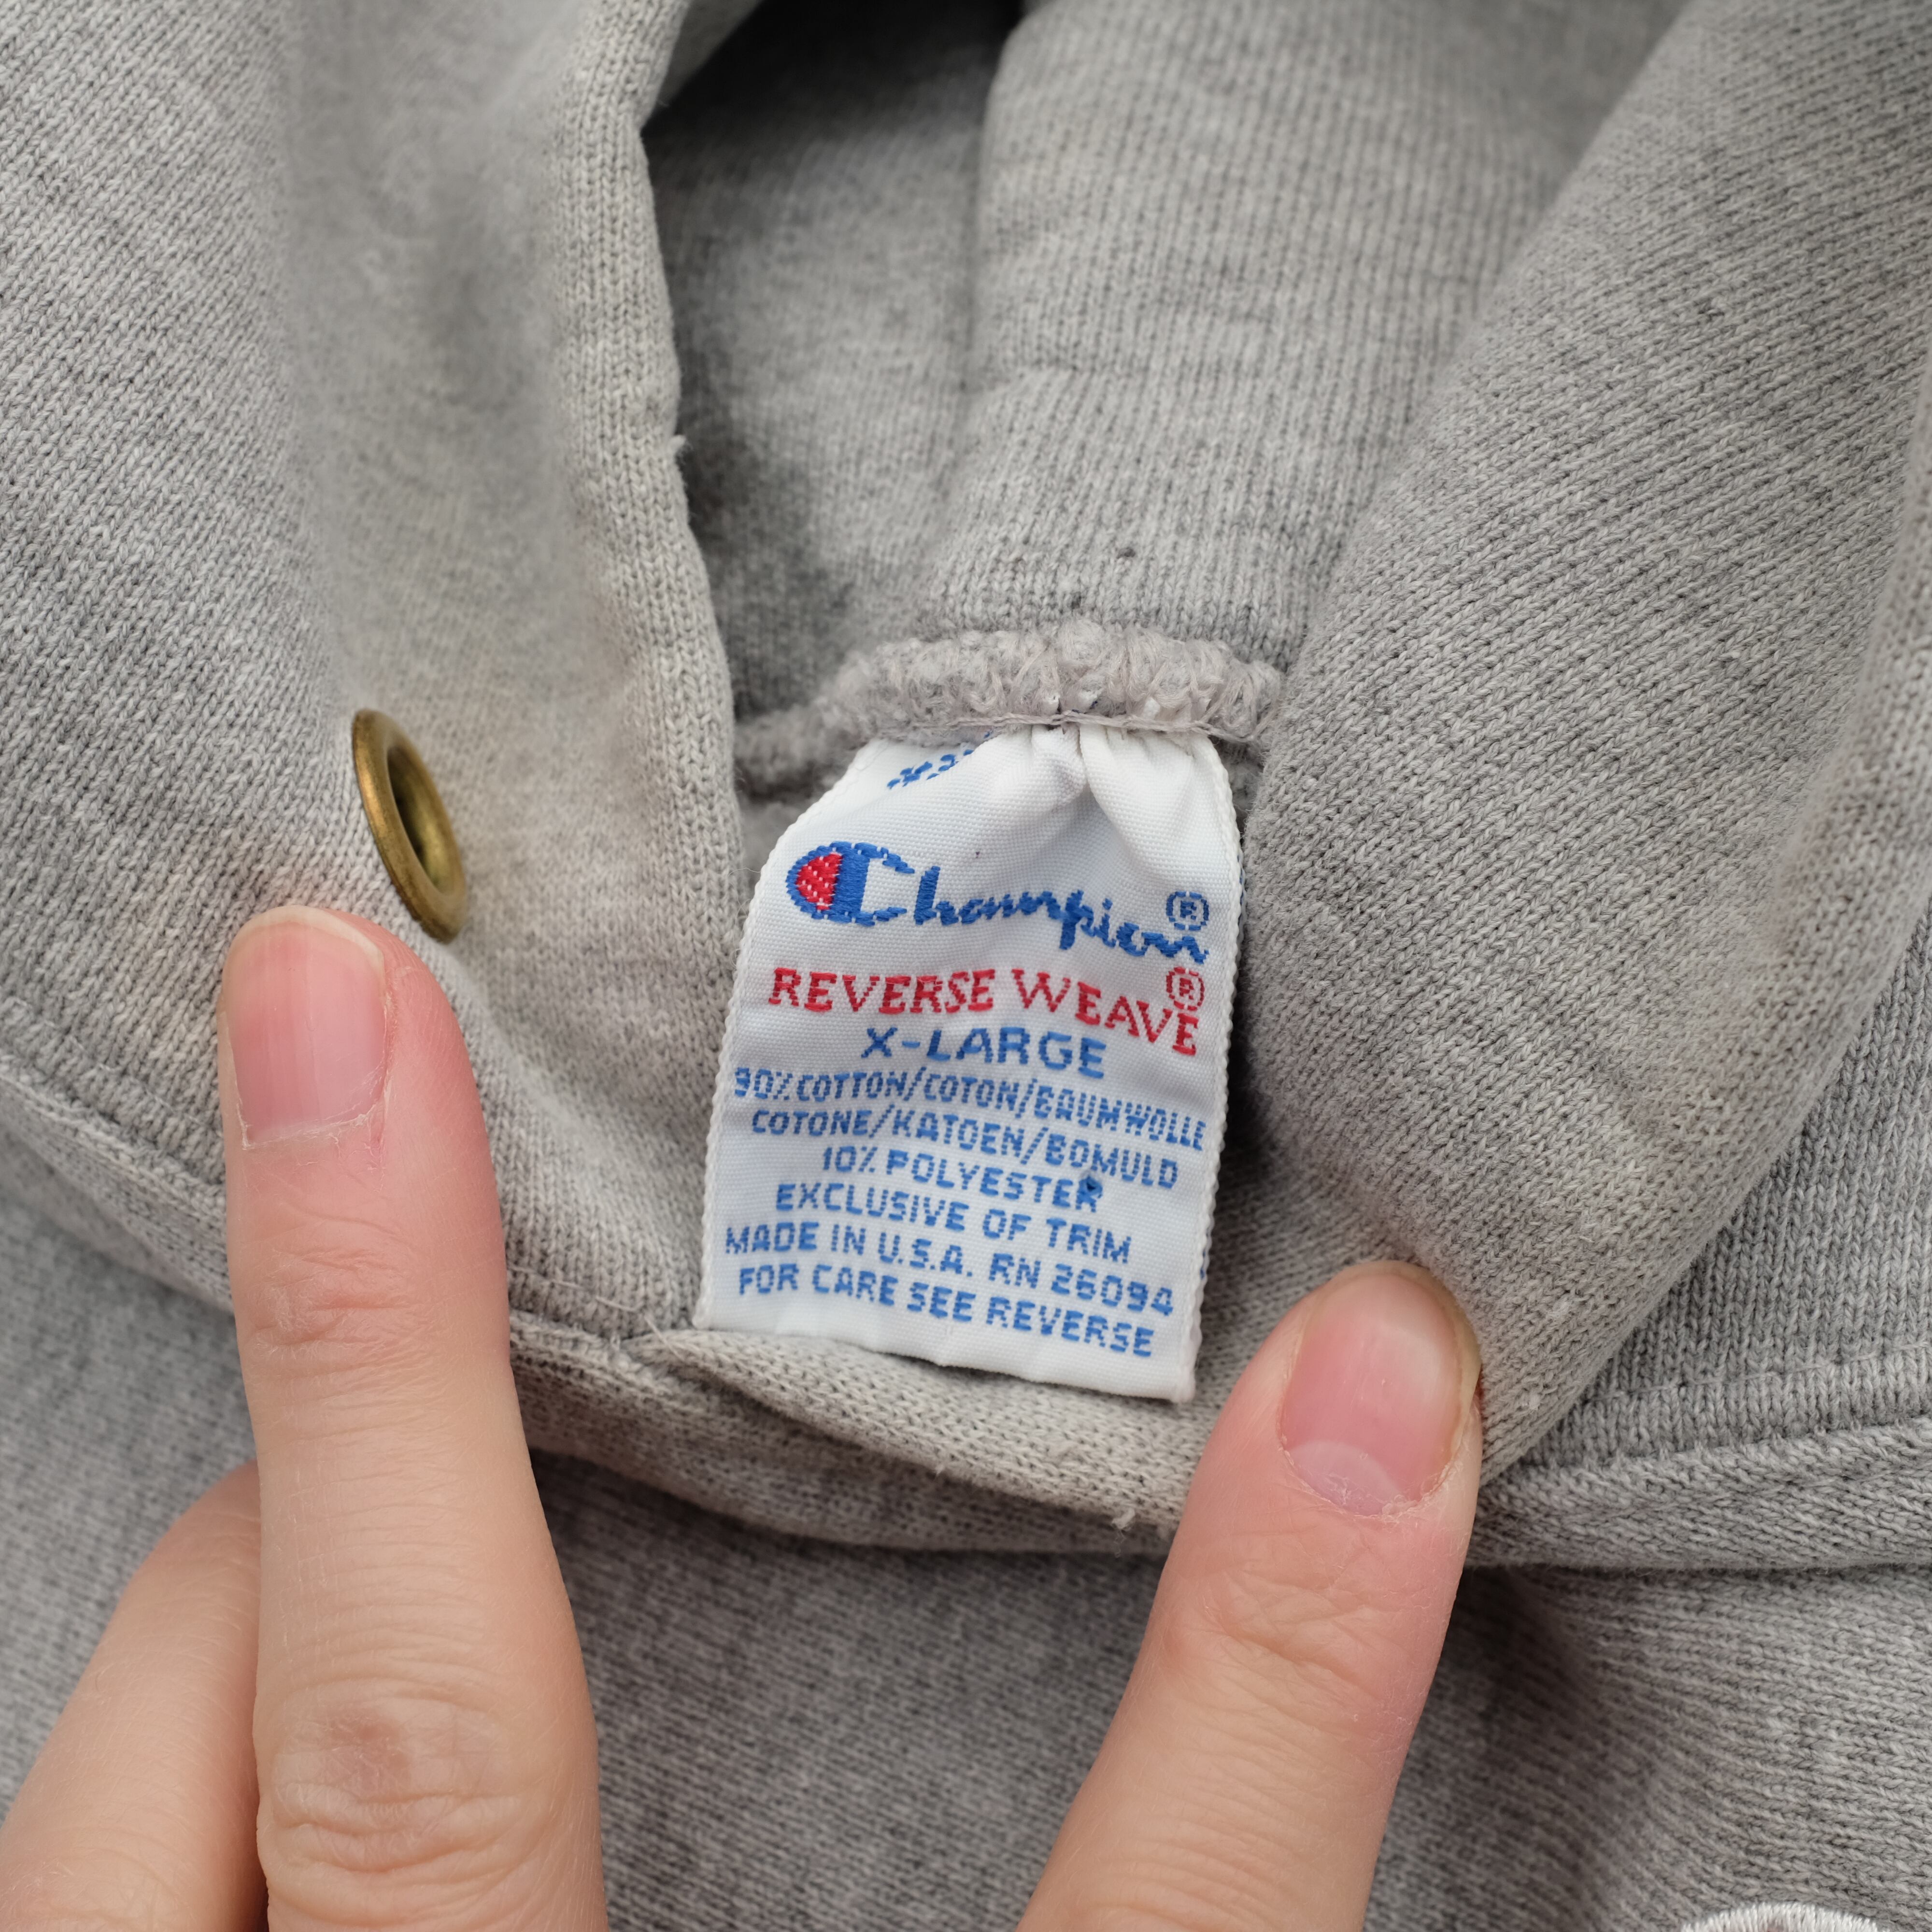 Champion®
REVERSE WEAVE®
X-LARGE
90% COTTON/COTON/BAUMWOLLE
COTONE/KATOEN/BOMULD
10% POLYESTER
EXCLUSIVE OF TRIM
MADE IN U.S.A. RN 26094
FOR CARE SEE REVERSE